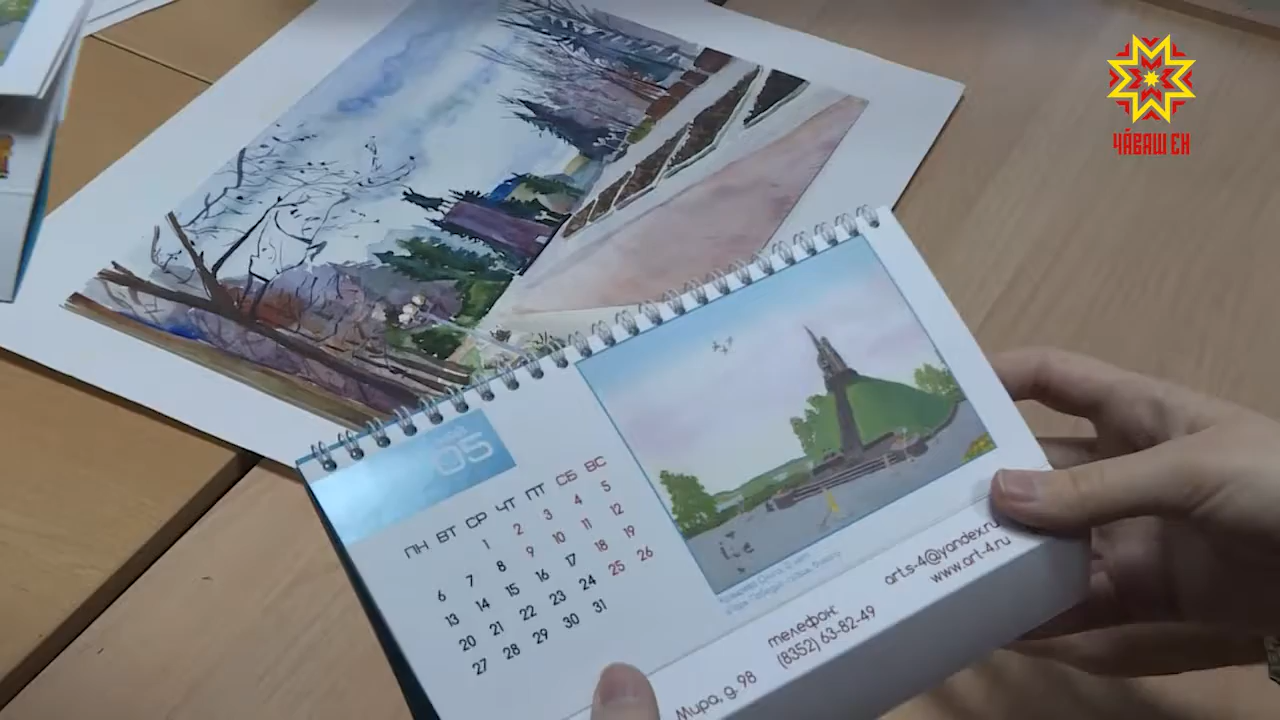 ЧӐВАШ ЕН
05
ПН ВТ СР ЧТ ПТ СБ ВС
1 2 3 4 5
6 7 8 9 10 11 12
13 14 15 16 17 18 19
20 21 22 23 24 25 26
27 28 29 30 31
Мира, д. 98
телефон:
(8352) 63-82-49
arts-4@yandex.ru
www.art-4.ru